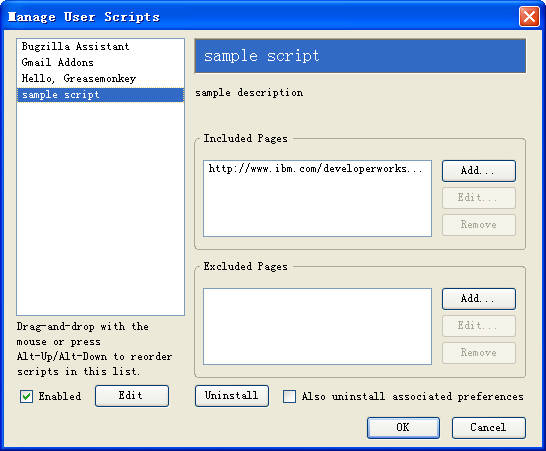 Manage User Scripts
Bugzilla Assistant
Gmail Addons
Hello, Greasemonkey
sample script
Drag-and-drop with the
mouse or press
Alt-Up/Alt-Down to reorder
scripts in this list.
Enabled
Edit
sample script
sample description
Included Pages
http://www.ibm.com/developerworks...
Add...
Edit...
Remove
Excluded Pages
Add...
Edit...
Remove
Uninstall
Also uninstall associated preferences
OK
Cancel